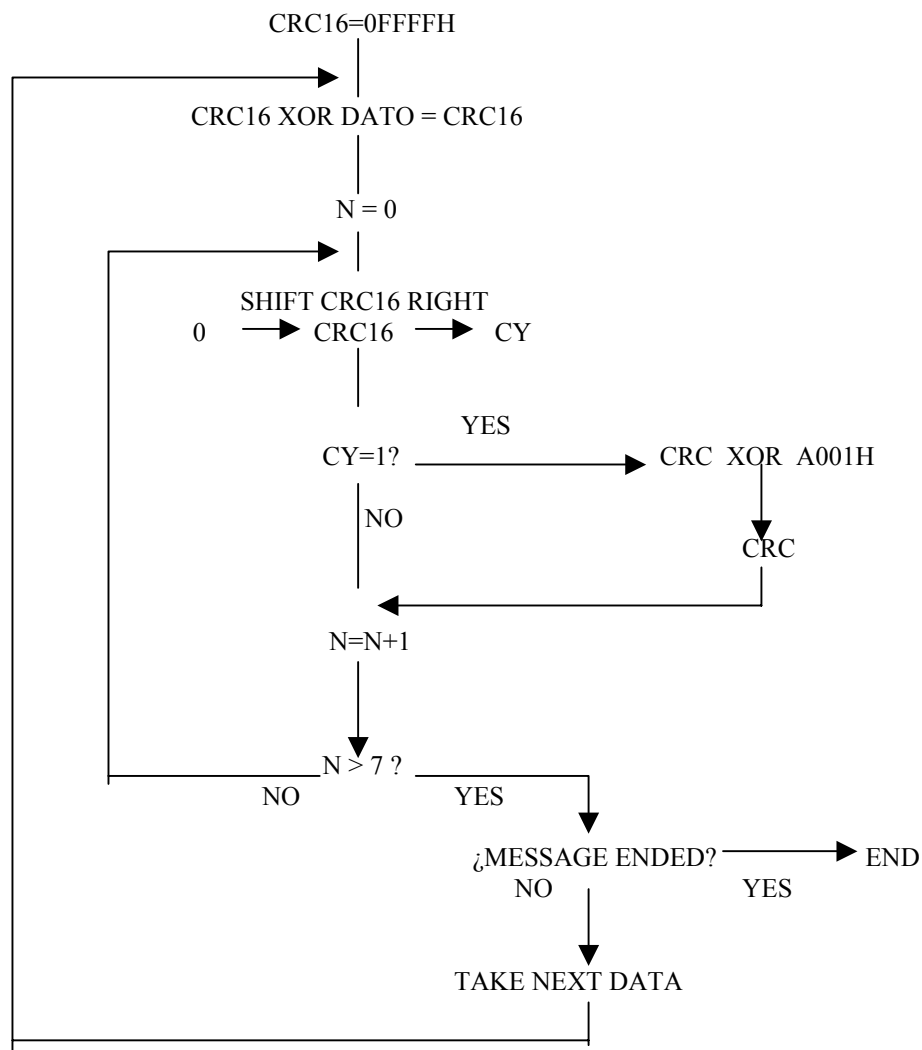 CRC16=0FFFFH
CRC16 XOR DATO = CRC16
N = 0
SHIFT CRC16 RIGHT
0 CRC16 CY
YES
CY=1? CRC XOR A001H
NO
CRC
N=N+1
N > 7 ?
NO YES
¿MESSAGE ENDED? END
NO YES
TAKE NEXT DATA